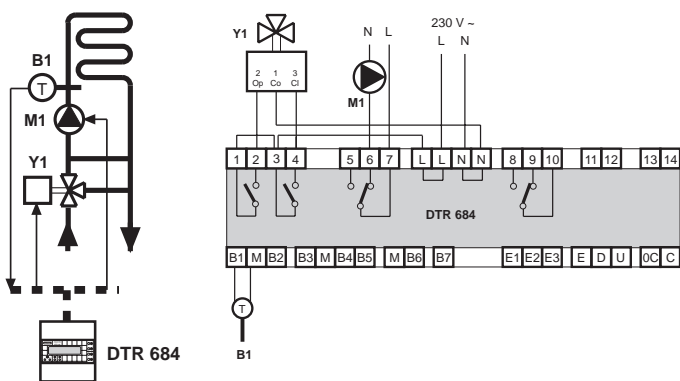 B1
T
M1
Y1
DTR 684
Y1
2 1 3
Op Co Cl
N L
M1
230 V ~
L N
1 2 3 4 5 6 7 L L N N 8 9 10 11 12 13 14
DTR 684
B1 M B2 B3 M B4 B5 M B6 B7 E1 E2 E3 E D U 0C C
T
B1